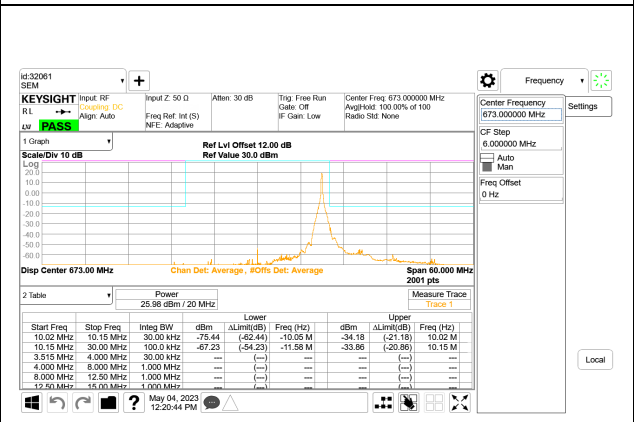 id:32061
SEM
Frequency
KEYSIGHT Input: RF Input Z: 50 Ω Atten: 30 dB Trig: Free Run Center Freq: 673.000000 MHz
RL Coupling: DC Gate: Off Avg|Hold: 100.00% of 100
Align: Auto Freq Ref: Int (S) IF Gain: Low Radio Std: None
PASS NFE: Adaptive
Center Frequency
673.000000 MHz
Settings
CF Step
6.000000 MHz
Auto
Man
Freq Offset
0 Hz
1 Graph
Ref Lvl Offset 12.00 dB
Scale/Div 10 dB Ref Value 30.0 dBm
Log
20.0
10.0
0.00
-10.0
-20.0
-30.0
-40.0
-50.0
-60.0
Disp Center 673.00 MHz Chan Det: Average, #Offs Det: Average Span 60.000 MHz
2001 pts
2 Table Power Measure Trace
25.98 dBm / 20 MHz Trace 1
Lower Upper
Start Freq Stop Freq Integ BW dBm ΔLimit(dB) Freq (Hz) dBm ΔLimit(dB) Freq (Hz)
10.02 MHz 10.15 MHz 30.00 kHz -75.44 (-62.44) -10.05 M -34.18 (-21.18) 10.02 M
10.15 MHz 30.00 MHz 100.0 kHz -67.23 (-54.23) -11.58 M -33.86 (-20.86) 10.15 M
3.515 MHz 4.000 MHz 30.00 kHz --- (---) --- --- (---) ---
4.000 MHz 8.000 MHz 1.000 MHz --- (---) --- --- (---) ---
8.000 MHz 12.50 MHz 1.000 MHz --- (---) --- --- (---) ---
12.50 MHz 15.00 MHz 1.000 MHz --- (---) --- --- (---) ---
Local
? May 04, 2023
12:20:44 PM